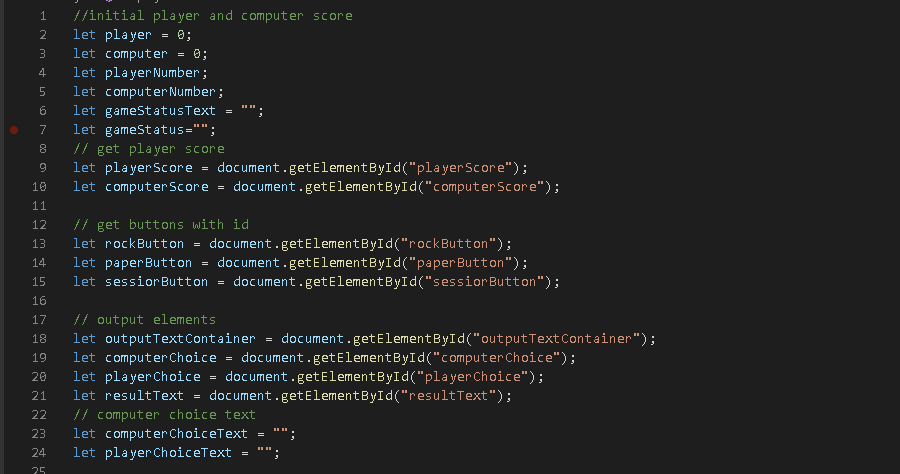 1 //initial player and computer score
2 let player = 0;
3 let computer = 0;
4 let playerNumber;
5 let computerNumber;
6 let gameStatusText = "";
7 let gameStatus="";
8 // get player score
9 let playerScore = document.getElementById("playerScore");
10 let computerScore = document.getElementById("computerScore");
11
12 // get buttons with id
13 let rockButton = document.getElementById("rockButton");
14 let paperButton = document.getElementById("paperButton");
15 let sessiorButton = document.getElementById("sessiorButton");
16
17 // output elements
18 let outputTextContainer = document.getElementById("outputTextContainer");
19 let computerChoice = document.getElementById("computerChoice");
20 let playerChoice = document.getElementById("playerChoice");
21 let resultText = document.getElementById("resultText");
22 // computer choice text
23 let computerChoiceText = "";
24 let playerChoiceText = "";
25